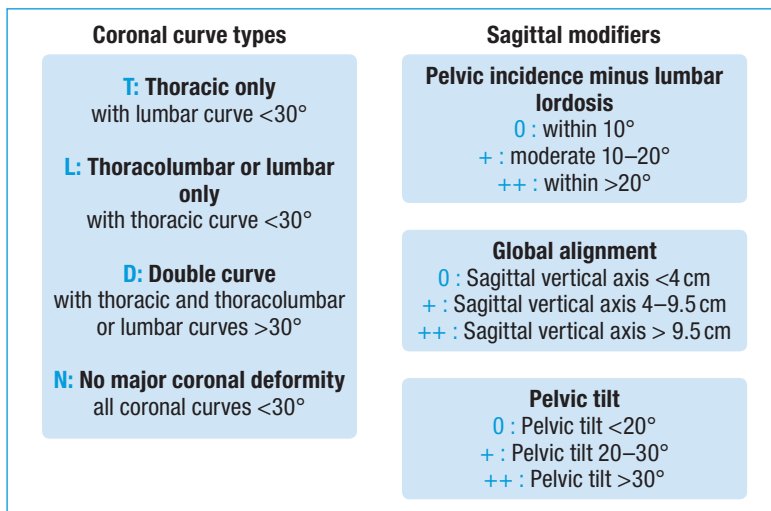 Coronal curve types
T: Thoracic only
with lumbar curve <30°
L: Thoracolumbar or lumbar
only
with thoracic curve <30°
D: Double curve
with thoracic and thoracolumbar
or lumbar curves >30°
N: No major coronal deformity
all coronal curves <30°
Sagittal modifiers
Pelvic incidence minus lumbar
lordosis
0 : within 10°
+ : moderate 10–20°
++ : within >20°
Global alignment
0 : Sagittal vertical axis <4 cm
+ : Sagittal vertical axis 4–9.5 cm
++ : Sagittal vertical axis > 9.5 cm
Pelvic tilt
0 : Pelvic tilt <20°
+ : Pelvic tilt 20–30°
++ : Pelvic tilt >30°